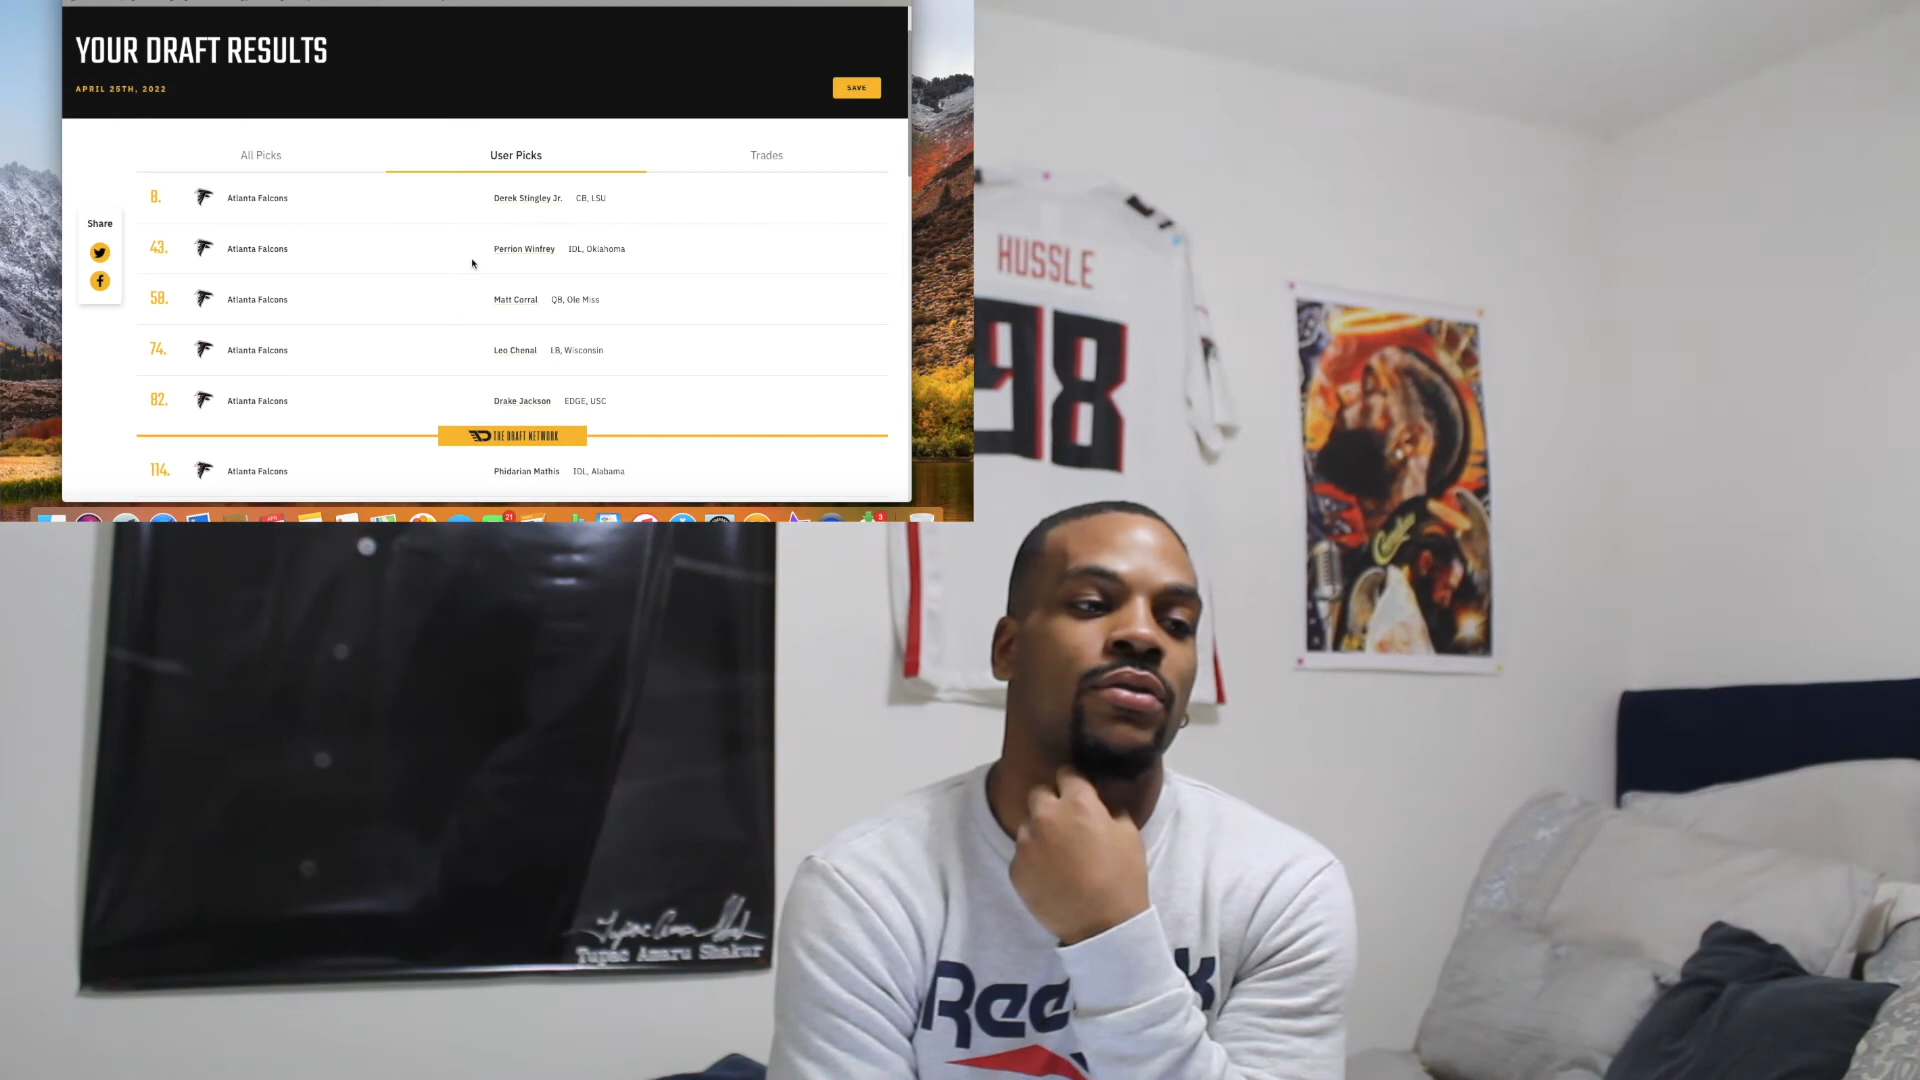 YOUR DRAFT RESULTS
APRIL 25TH, 2022
SAVE
All Picks User Picks Trades
Share
8. Atlanta Falcons Derek Stingley Jr. CB, LSU
43. Atlanta Falcons Perrion Winfrey IDL, Oklahoma
58. Atlanta Falcons Matt Corral QB, Ole Miss
74. Atlanta Falcons Leo Chenal LB, Wisconsin
82. Atlanta Falcons Drake Jackson EDGE, USC
THE DRAFT NETWORK
114. Atlanta Falcons Phidarian Mathis IDL, Alabama
21
3
HUSSLE
98
Tupac Amaru Shakur
Ree k